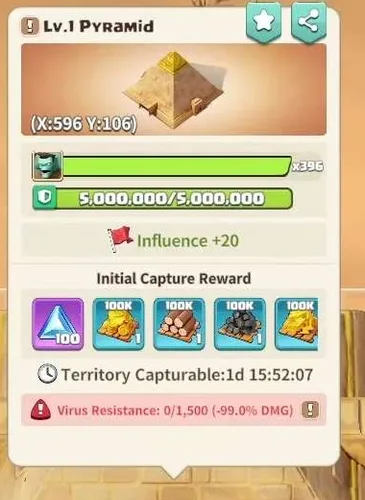 Lv.1 Pyramid
(X:596 Y:106)
x396
5,000,000/5,000,000
Influence +20
Initial Capture Reward
100 100K 1 100K 1 100K 1 100K
Territory Capturable:1d 15:52:07
Virus Resistance: 0/1,500 (-99.0% DMG)